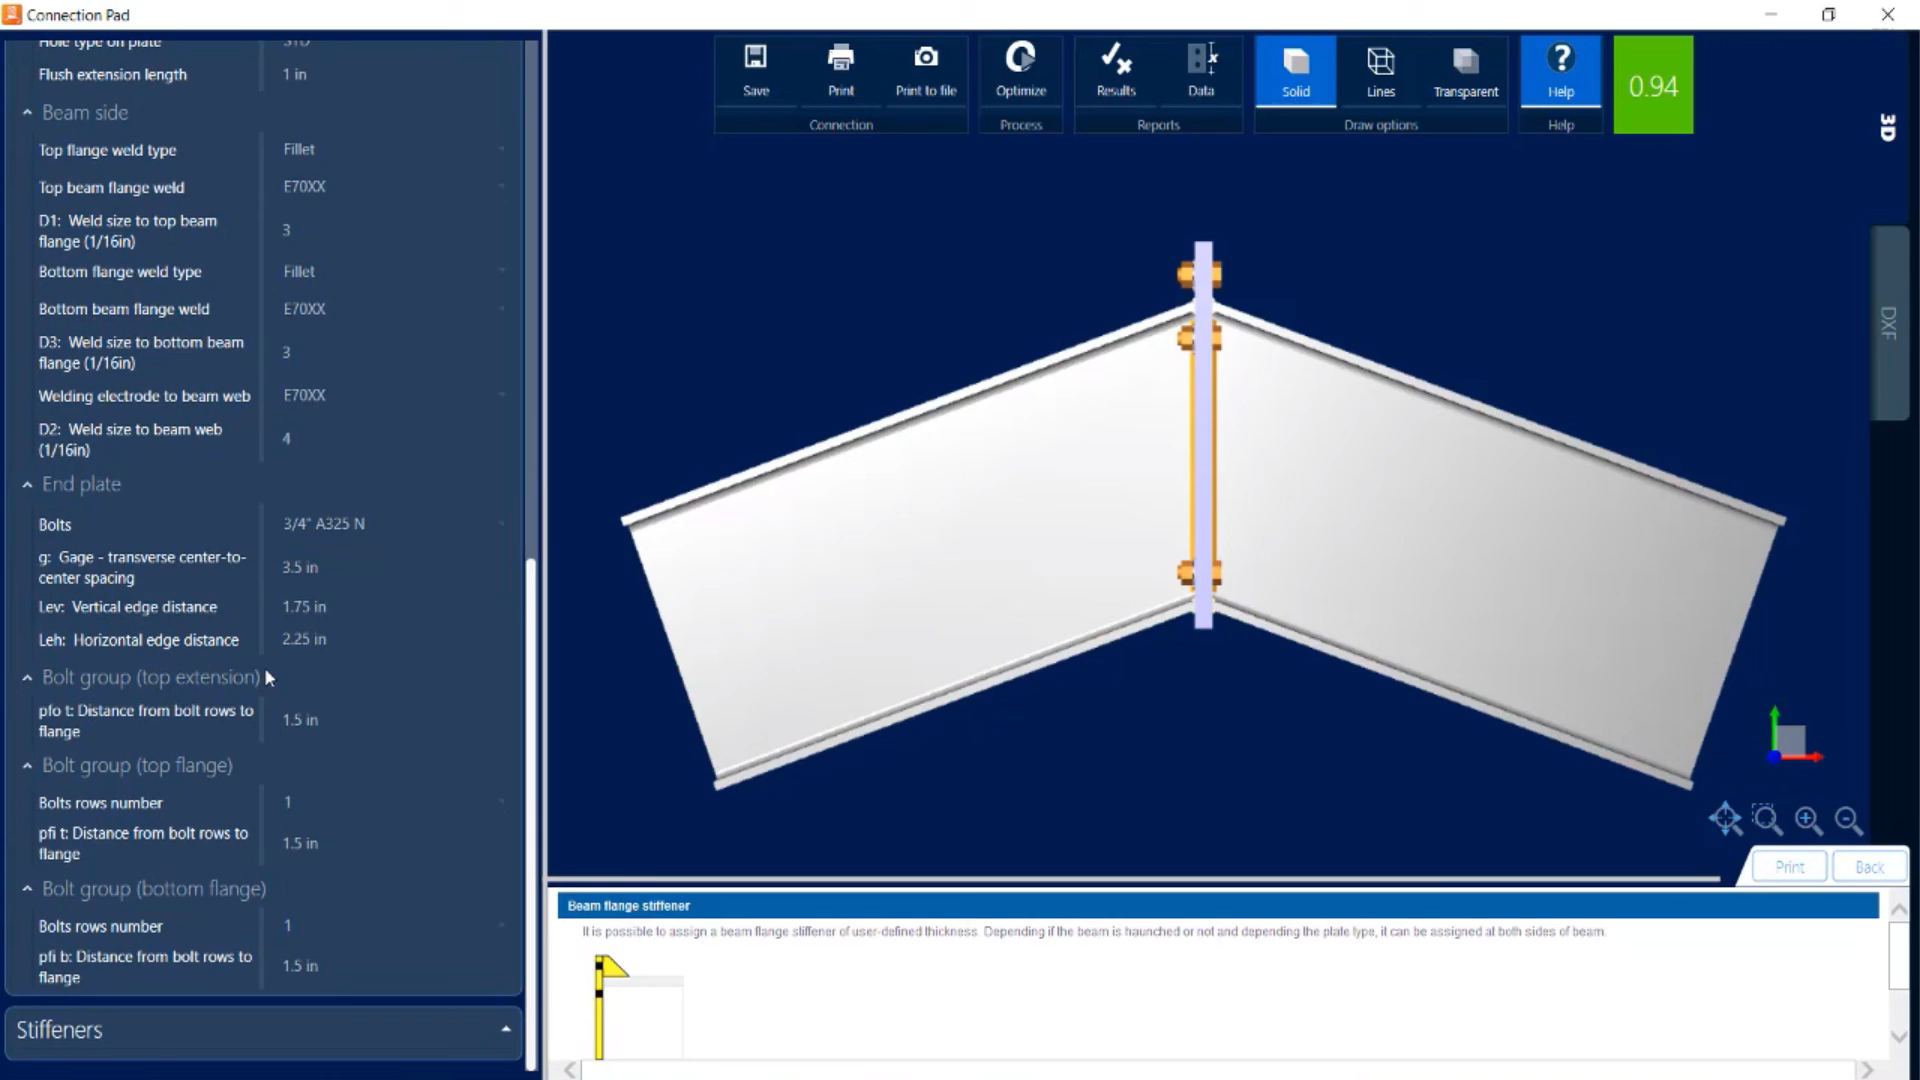 Connection Pad
Hole type on plate
STD
Flush extension length
1 in
Beam side
Top flange weld type
Fillet
Top beam flange weld
E70XX
D1: Weld size to top beam
flange (1/16in)
3
Bottom flange weld type
Fillet
Bottom beam flange weld
E70XX
D3: Weld size to bottom beam
flange (1/16in)
3
Welding electrode to beam web
E70XX
D2: Weld size to beam web
(1/16in)
4
End plate
Bolts
3/4" A325 N
g: Gage - transverse center-to-
center spacing
3.5 in
Lev: Vertical edge distance
1.75 in
Leh: Horizontal edge distance
2.25 in
Bolt group (top extension)
pfo t: Distance from bolt rows to
flange
1.5 in
Bolt group (top flange)
Bolts rows number
1
pfi t: Distance from bolt rows to
flange
1.5 in
Bolt group (bottom flange)
Bolts rows number
1
pfi b: Distance from bolt rows to
flange
1.5 in
Stiffeners
Save
Print
Print to file
Connection
Optimize
Process
Results
Data
Reports
Solid
Lines
Transparent
Draw options
Help
Help
0.94
3D
DXF
Print
Back
Beam flange stiffener
It is possible to assign a beam flange stiffener of user-defined thickness. Depending if the beam is haunched or not and depending the plate type, it can be assigned at both sides of beam.